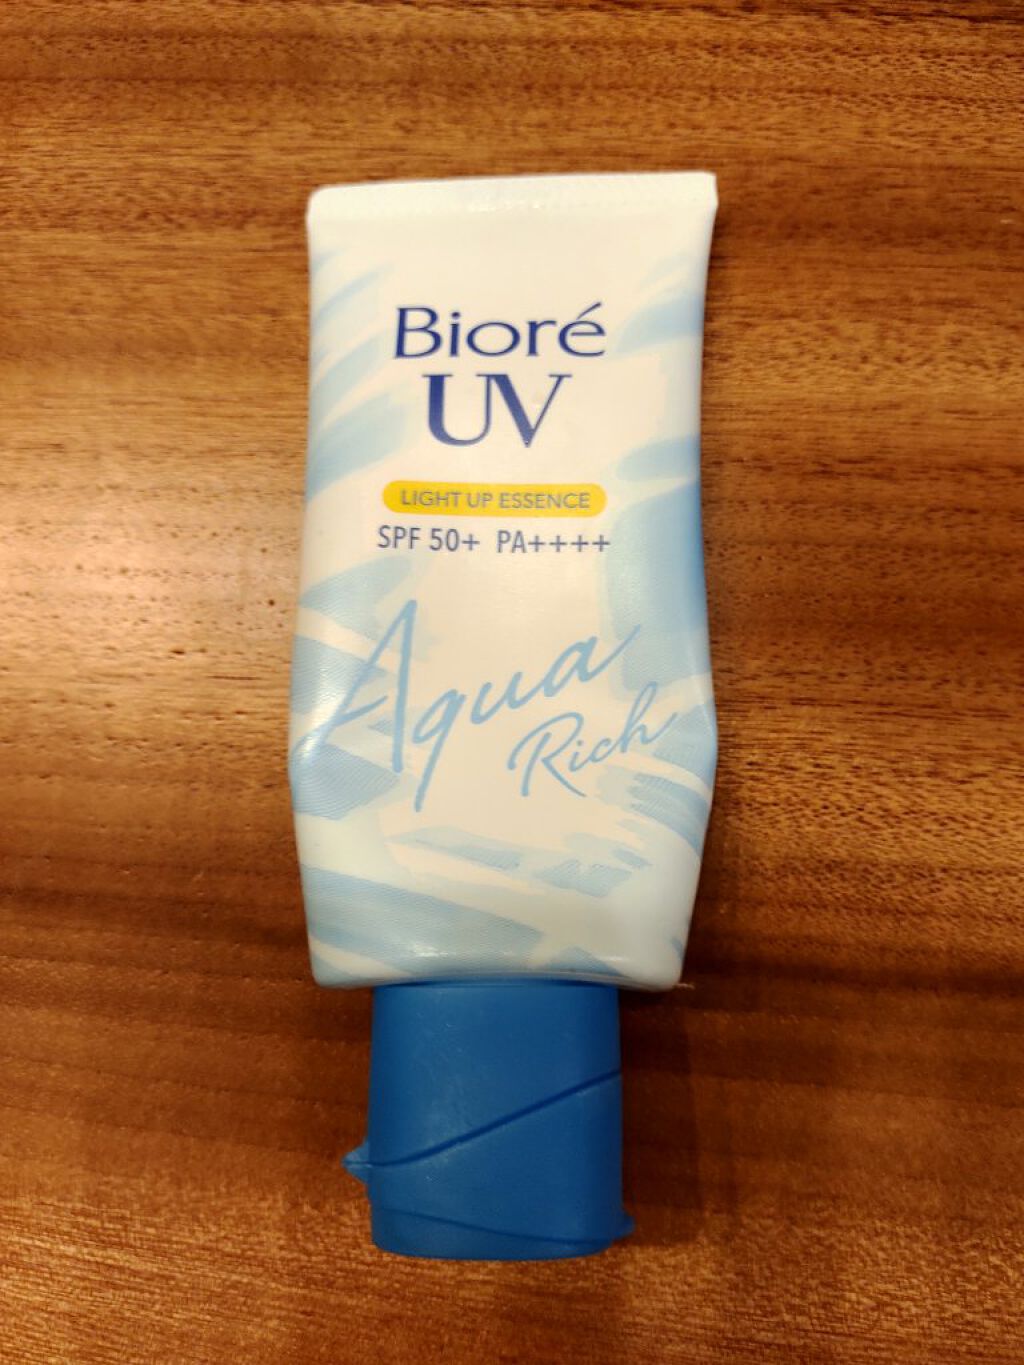 Bioré
UV
LIGHT UP ESSENCE
SPF 50+ PA++++
Aqua
Rich